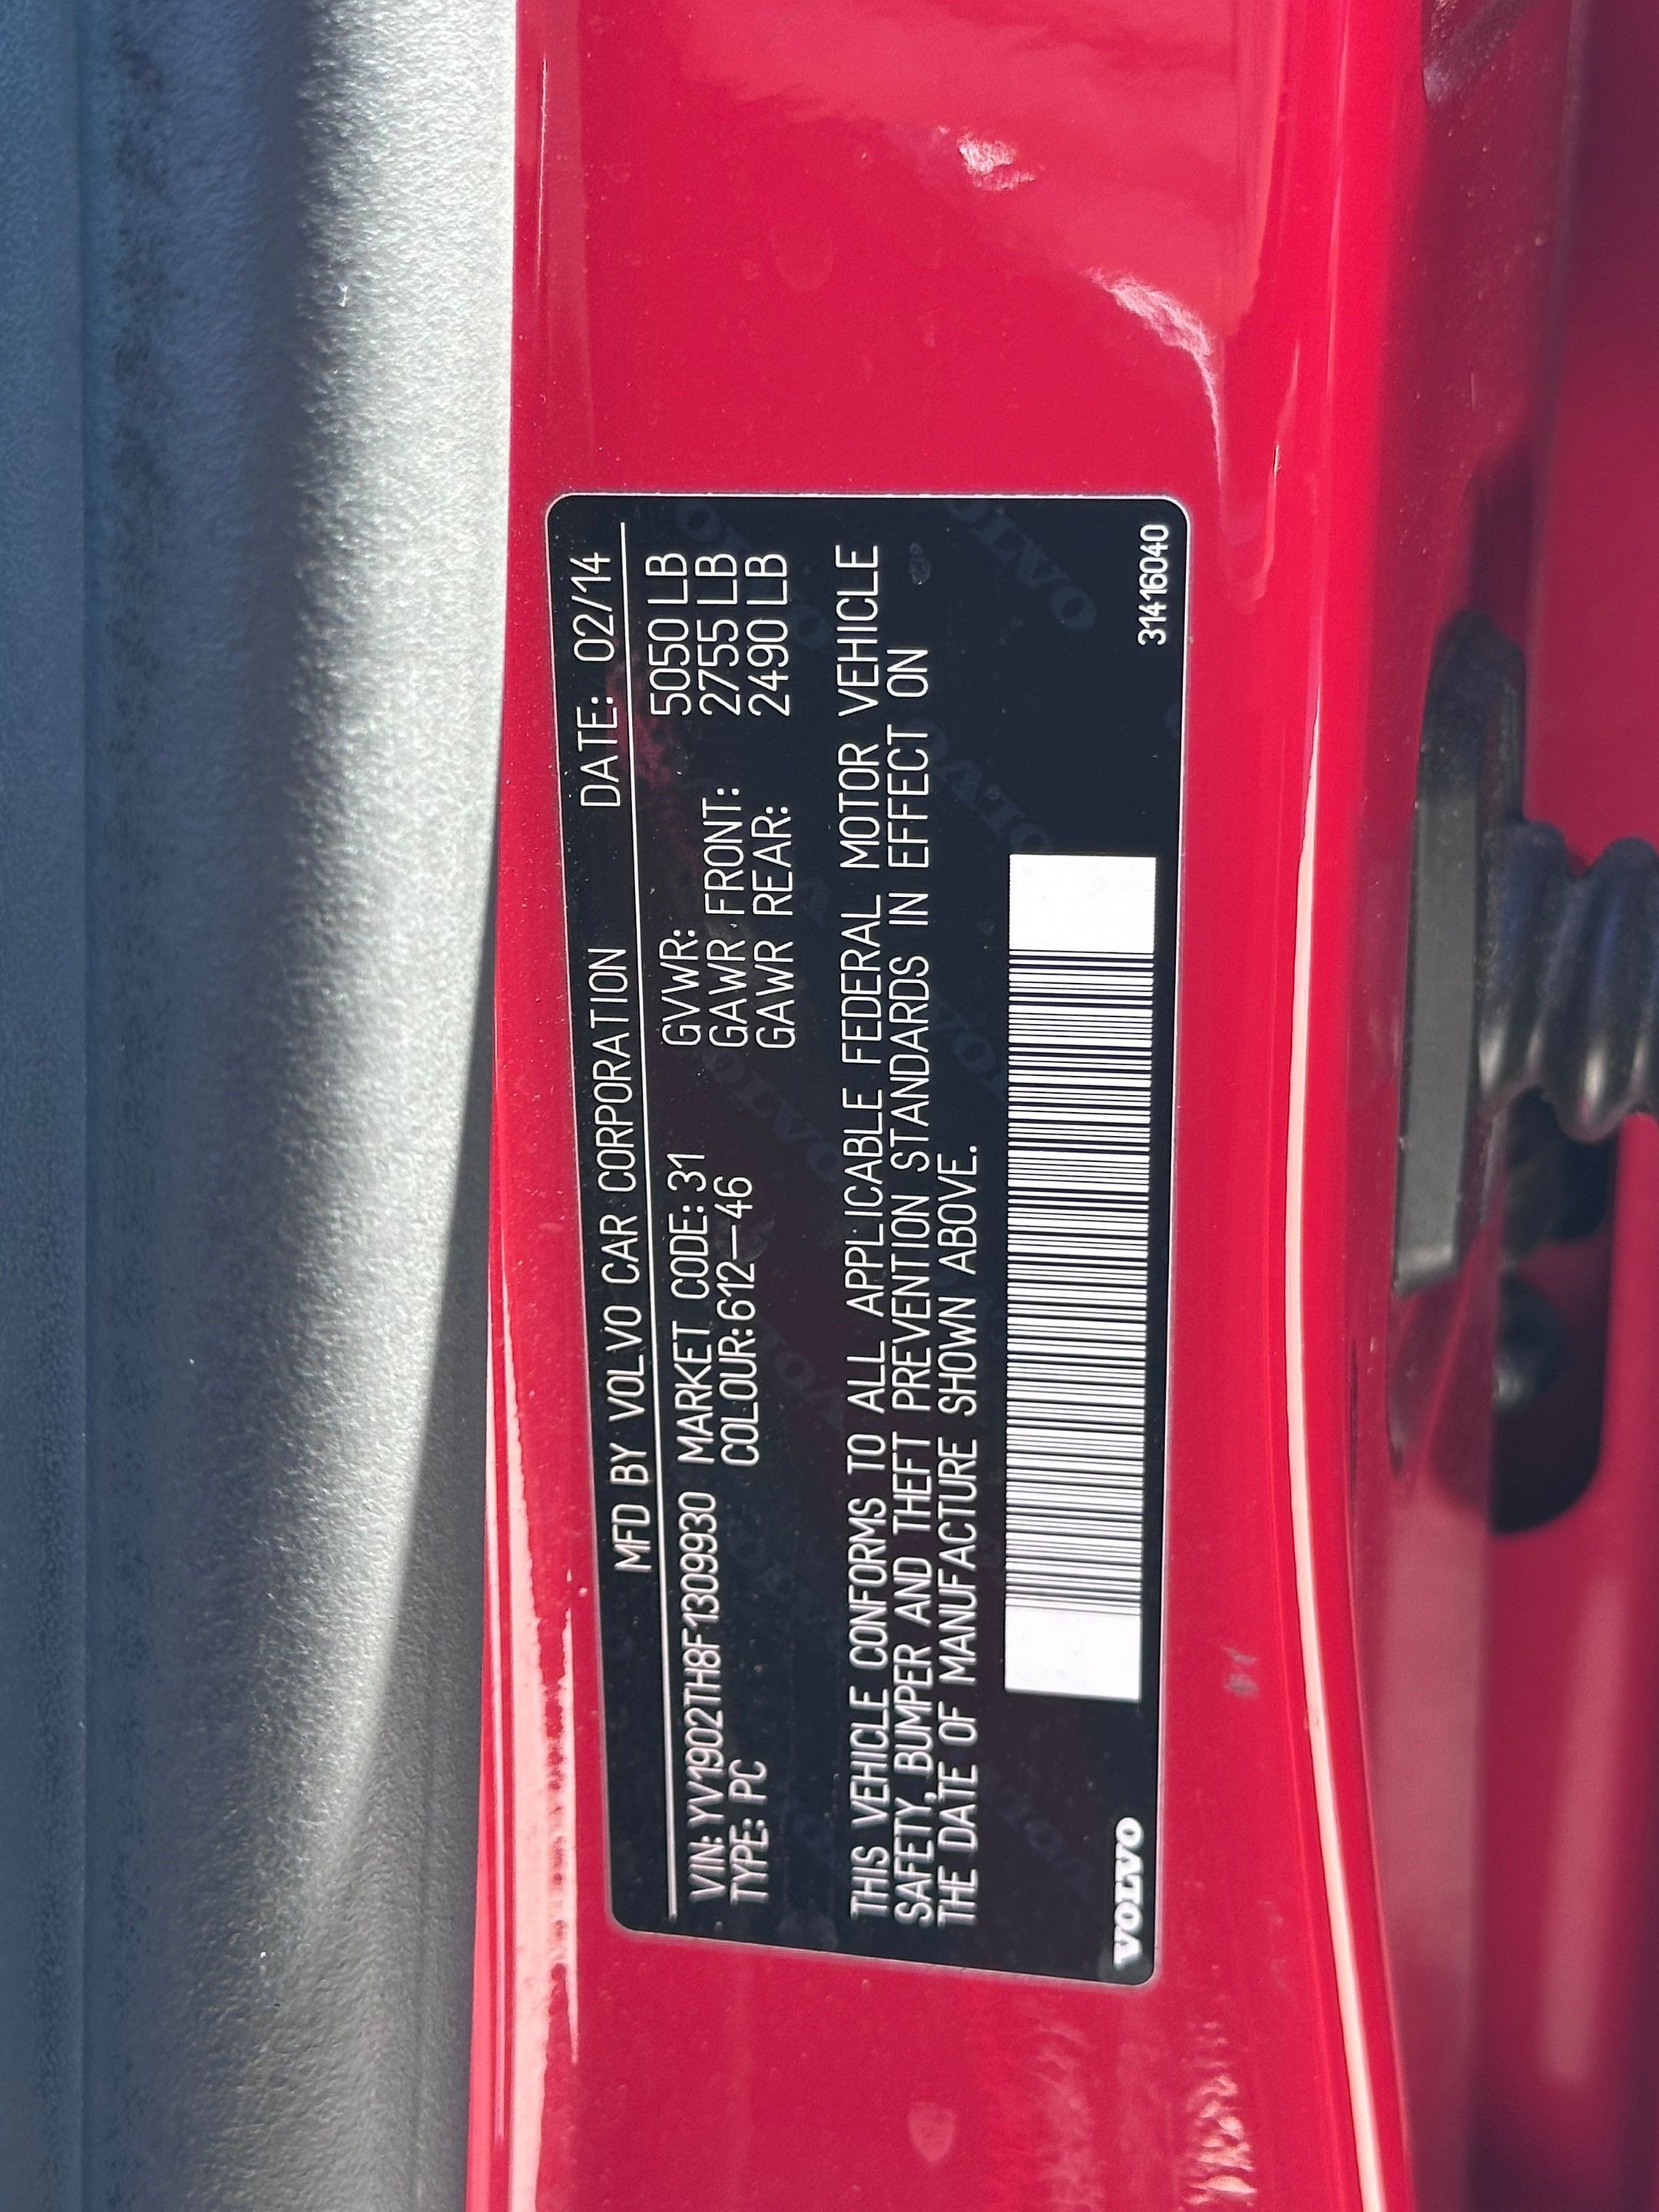 MFD BY VOLVO CAR CORPORATION DATE: 02/14
VIN: YV1902TH8F1309930 MARKET CODE: 31 GVWR: 5050 LB
TYPE: PC COLOUR: 612-46 GAWR FRONT: 2755 LB
GAWR REAR: 2490 LB
THIS VEHICLE CONFORMS TO ALL APPLICABLE FEDERAL MOTOR VEHICLE
SAFETY, BUMPER AND THEFT PREVENTION STANDARDS IN EFFECT ON
THE DATE OF MANUFACTURE SHOWN ABOVE.
VOLVO 31416040